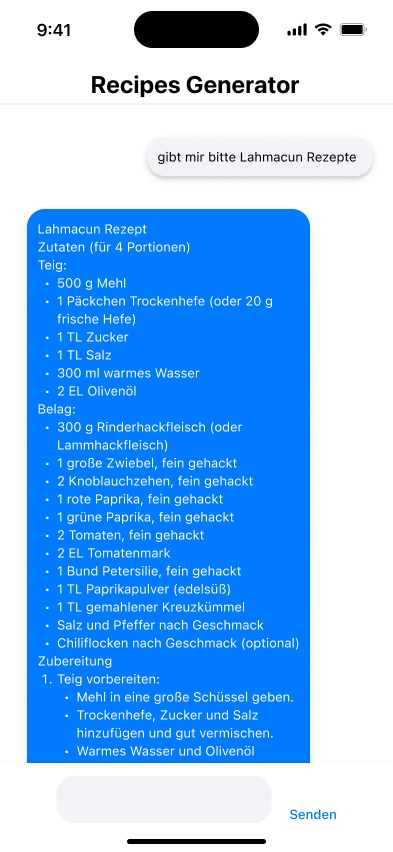 9:41
Recipes Generator
gibt mir bitte Lahmacun Rezepte
Lahmacun Rezept
Zutaten (für 4 Portionen)
Teig:
• 500 g Mehl
• 1 Päckchen Trockenhefe (oder 20 g
frische Hefe)
• 1 TL Zucker
• 1 TL Salz
• 300 ml warmes Wasser
• 2 EL Olivenöl
Belag:
• 300 g Rinderhackfleisch (oder
Lammhackfleisch)
• 1 große Zwiebel, fein gehackt
• 2 Knoblauchzehen, fein gehackt
• 1 rote Paprika, fein gehackt
• 1 grüne Paprika, fein gehackt
• 2 Tomaten, fein gehackt
• 2 EL Tomatenmark
• 1 Bund Petersilie, fein gehackt
• 1 TL Paprikapulver (edelsüß)
• 1 TL gemahlener Kreuzkümmel
• Salz und Pfeffer nach Geschmack
• Chiliflocken nach Geschmack (optional)
Zubereitung
1. Teig vorbereiten:
• Mehl in eine große Schüssel geben.
• Trockenhefe, Zucker und Salz
hinzufügen und gut vermischen.
• Warmes Wasser und Olivenöl
Senden